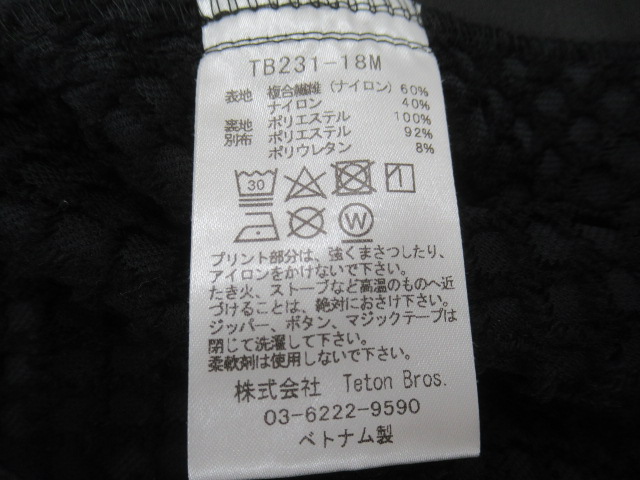 TB231-18M
表地 複合繊維 (ナイロン) 60%
ナイロン 40%
裏地 ポリエステル 100%
別布 ポリエステル 92%
ポリウレタン 8%
30
W
プリント部分は、強くまさつしたり、
アイロンをかけないで下さい。
たき火、ストーブなど高温のものへ近
づけることは、絶対におさけ下さい。
ジッパー、ボタン、マジックテープは
閉じて洗濯して下さい。
柔軟剤は使用しないで下さい。
株式会社 Teton Bros.
03-6222-9590
ベトナム製